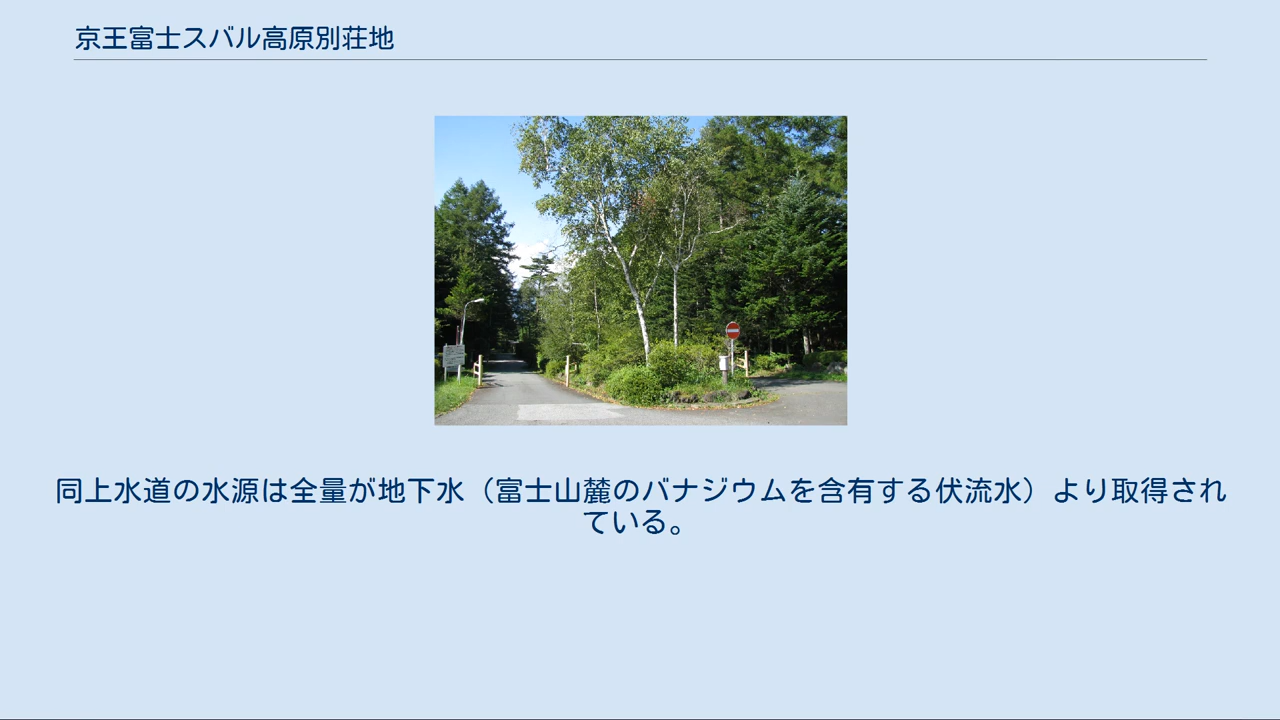 京王富士スバル高原別荘地
同上水道の水源は全量が地下水（富士山麓のバナジウムを含有する伏流水）より取得され
ている。